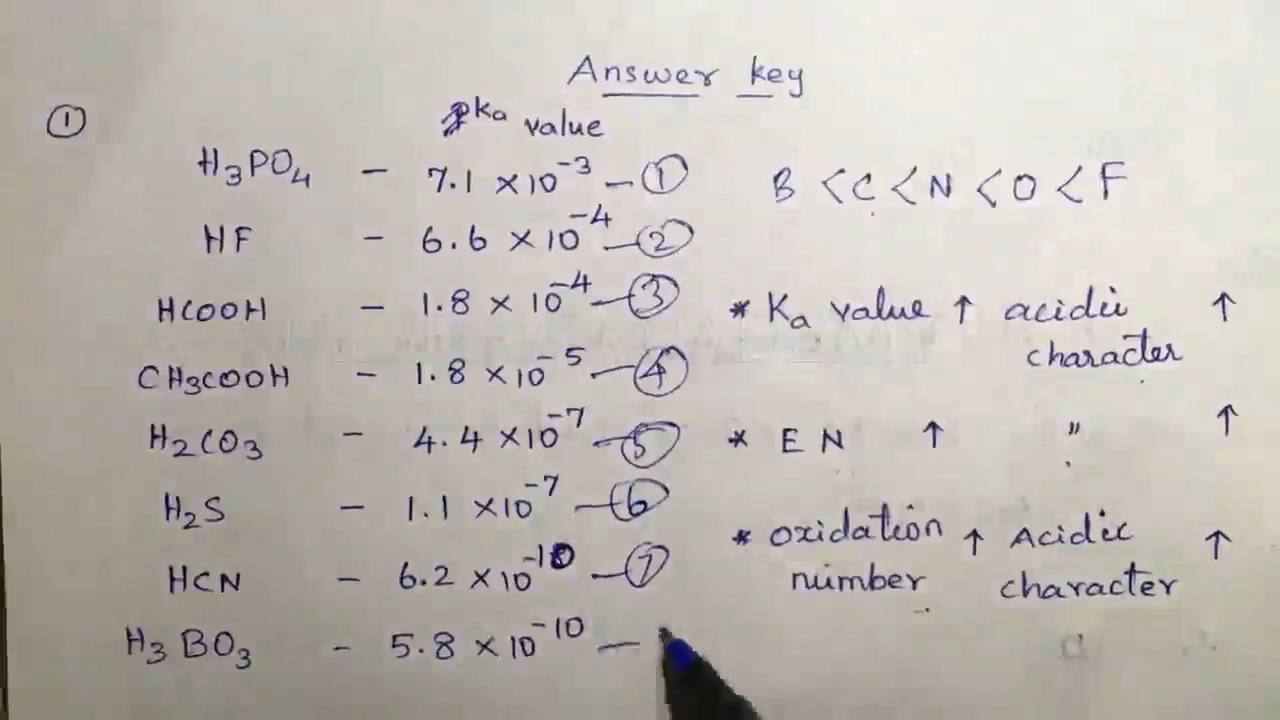 Answer key
①
Ka value
H₃PO₄ – 7.1 × 10⁻³ – ①
B < C < N < O < F
HF – 6.6 × 10⁻⁴ – ②
HCOOH – 1.8 × 10⁻⁴ – ③
* Ka value ↑ acidic character ↑
CH₃COOH – 1.8 × 10⁻⁵ – ④
H₂CO₃ – 4.4 × 10⁻⁷ – ⑤
* EN ↑ " ↑
H₂S – 1.1 × 10⁻⁷ – ⑥
* Oxidation number ↑ Acidic character ↑
HCN – 6.2 × 10⁻¹⁰ – ⑦
H₃BO₃ – 5.8 × 10⁻¹⁰ –